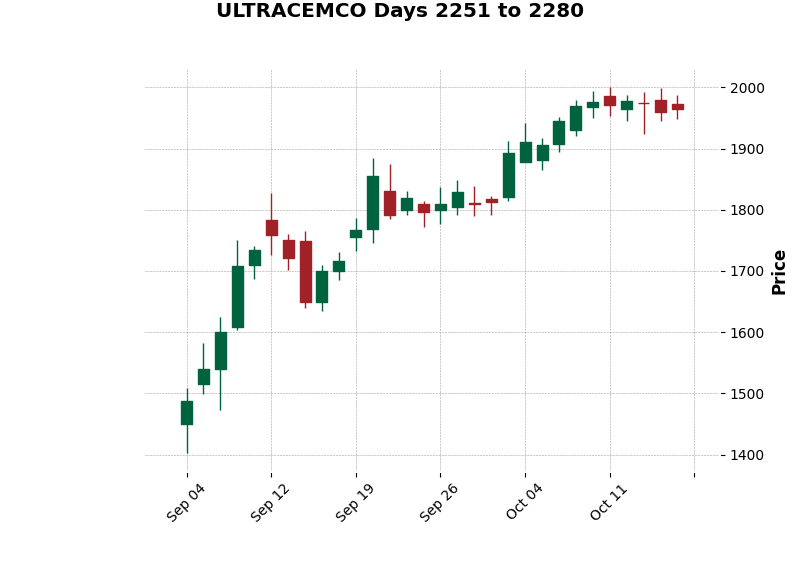 ULTRACEMCO Days 2251 to 2280
2000
1900
1800
1700
1600
1500
1400
Price
Sep 04
Sep 12
Sep 19
Sep 26
Oct 04
Oct 11